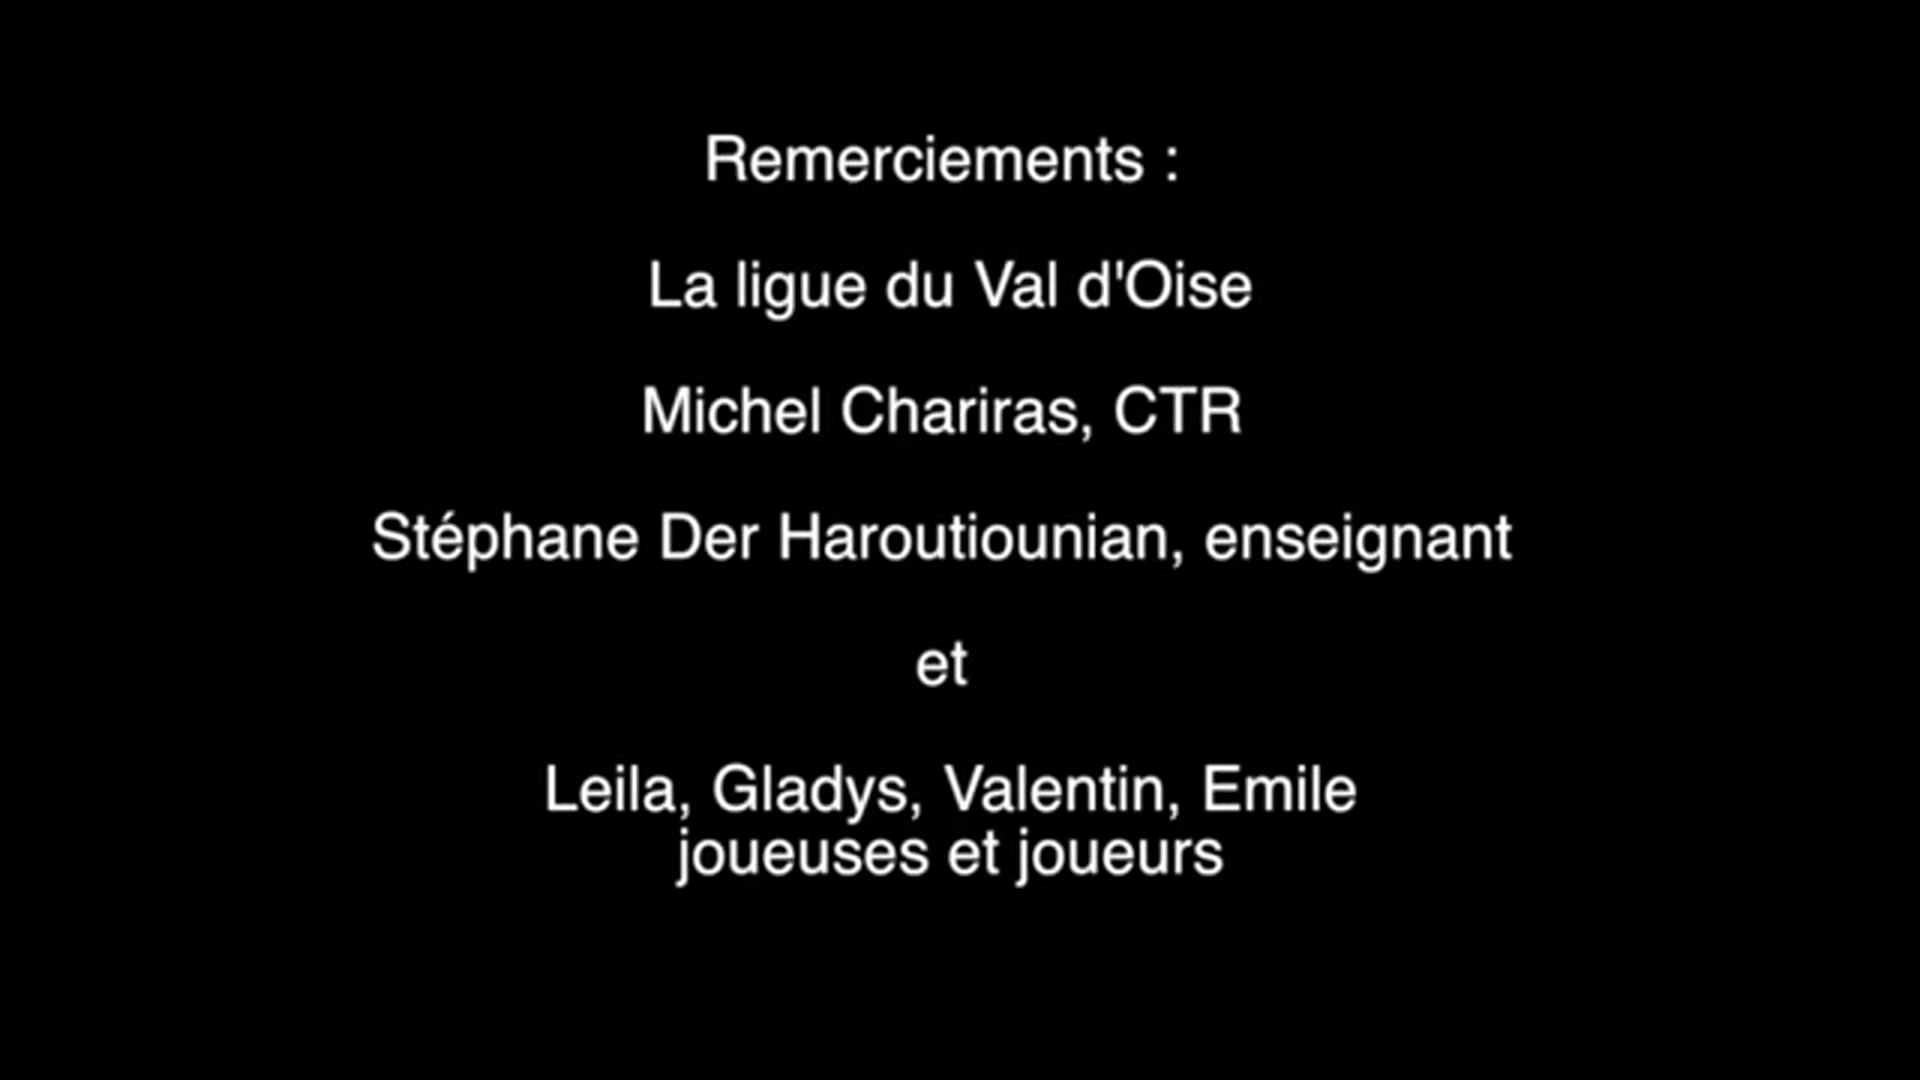 Remerciements :
La ligue du Val d'Oise
Michel Chariras, CTR
Stéphane Der Haroutiounian, enseignant
et
Leila, Gladys, Valentin, Emile
joueuses et joueurs